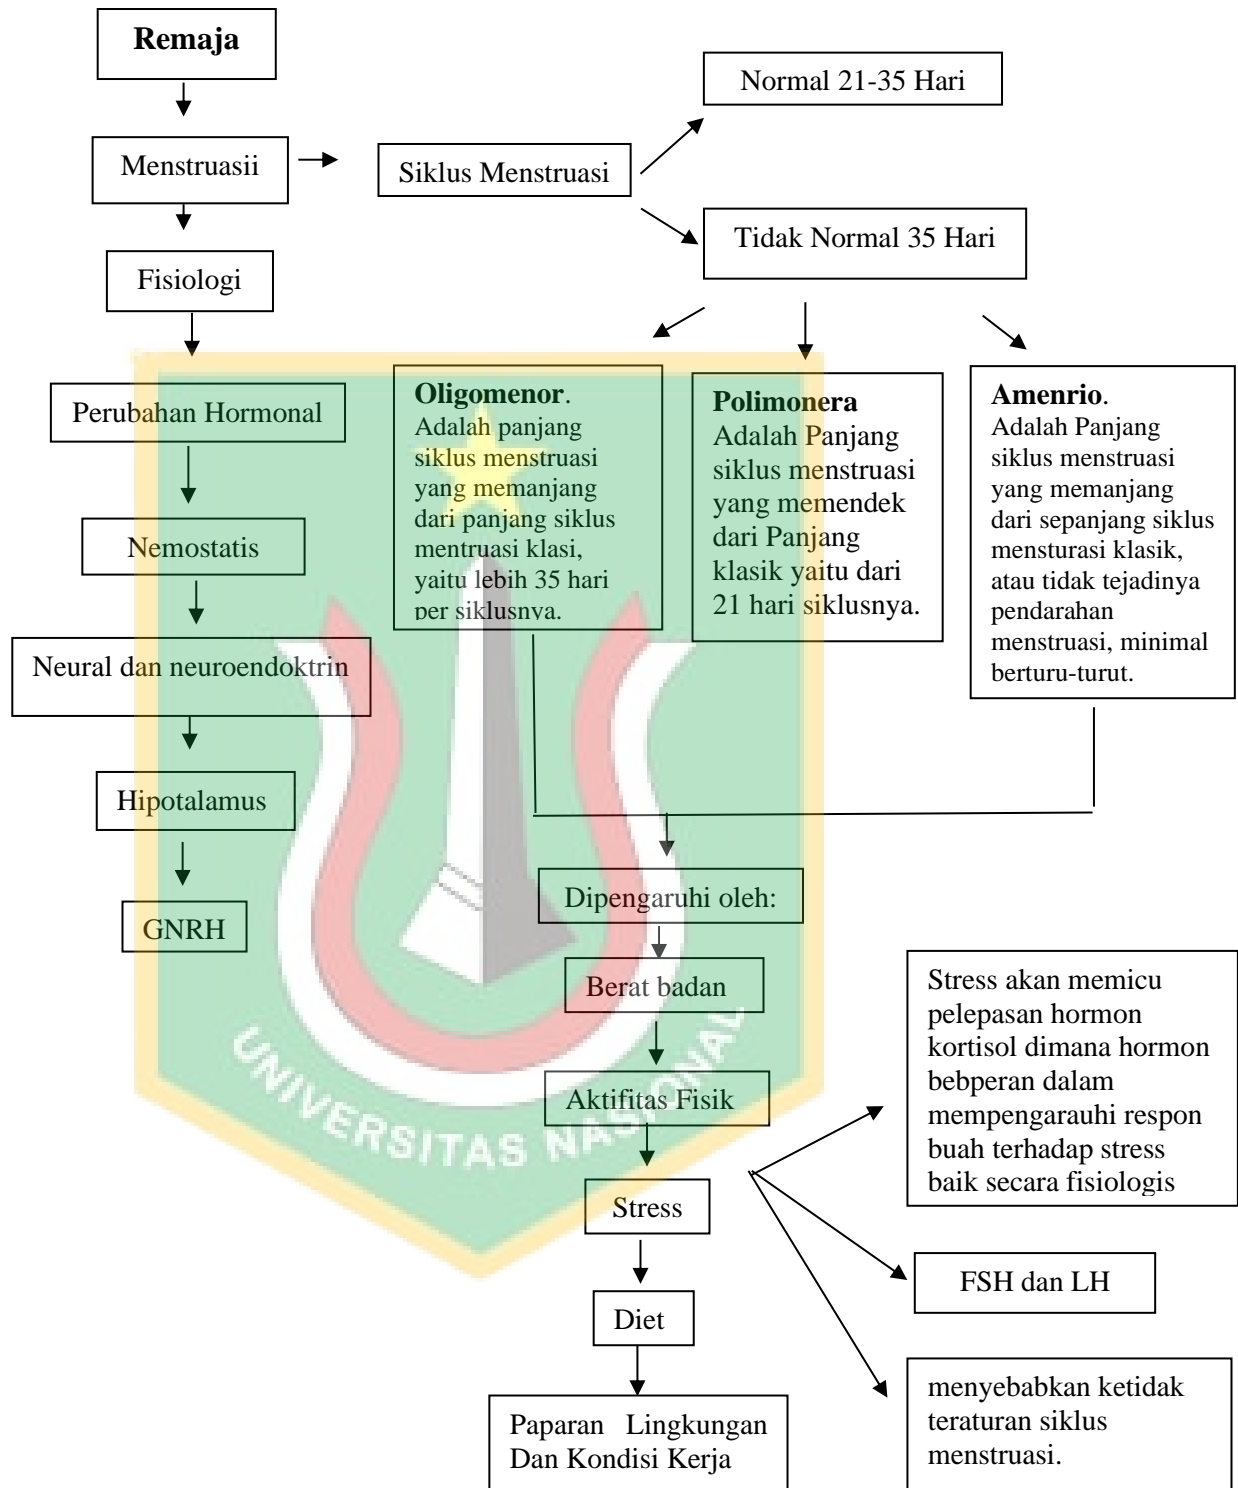 Remaja
Normal 21-35 Hari
Menstruasii
Siklus Menstruasi
Tidak Normal 35 Hari
Fisiologi
Perubahan Hormonal
Oligomenor.
Adalah panjang
siklus menstruasi
yang memanjang
dari panjang siklus
mentruasi klasi,
yaitu lebih 35 hari
per siklusnya.
Polimonera
Adalah Panjang
siklus menstruasi
yang memendek
dari Panjang
klasik yaitu dari
21 hari siklusnya.
Amenrio.
Adalah Panjang
siklus menstruasi
yang memanjang
dari sepanjang siklus
mensturasi klasik,
atau tidak tejadinya
pendarahan
menstruasi, minimal
berturu-turut.
Nemostatis
Neural dan neuroendoktrin
Hipotalamus
GNRH
Dipengaruhi oleh:
Berat badan
Aktifitas Fisik
Stress
Diet
Paparan Lingkungan
Dan Kondisi Kerja
Stress akan memicu
pelepasan hormon
kortisol dimana hormon
bebperan dalam
mempengarauhi respon
buah terhadap stress
baik secara fisiologis
FSH dan LH
menyebabkan ketidak
teraturan siklus
menstruasi.
UNIVERSITAS NASIONAL